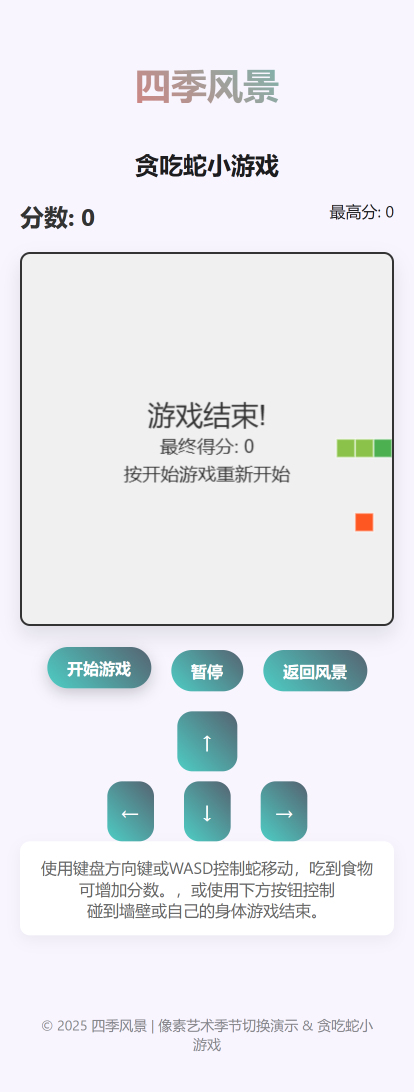 四季风景
贪吃蛇小游戏
分数: 0
最高分: 0
游戏结束!
最终得分: 0
按开始游戏重新开始
开始游戏
暂停
返回风景
↑
← ↓ →
使用键盘方向键或WASD控制蛇移动，吃到食物
可增加分数。，或使用下方按钮控制
碰到墙壁或自己的身体游戏结束。
© 2025 四季风景 | 像素艺术季节切换演示 & 贪吃蛇小
游戏